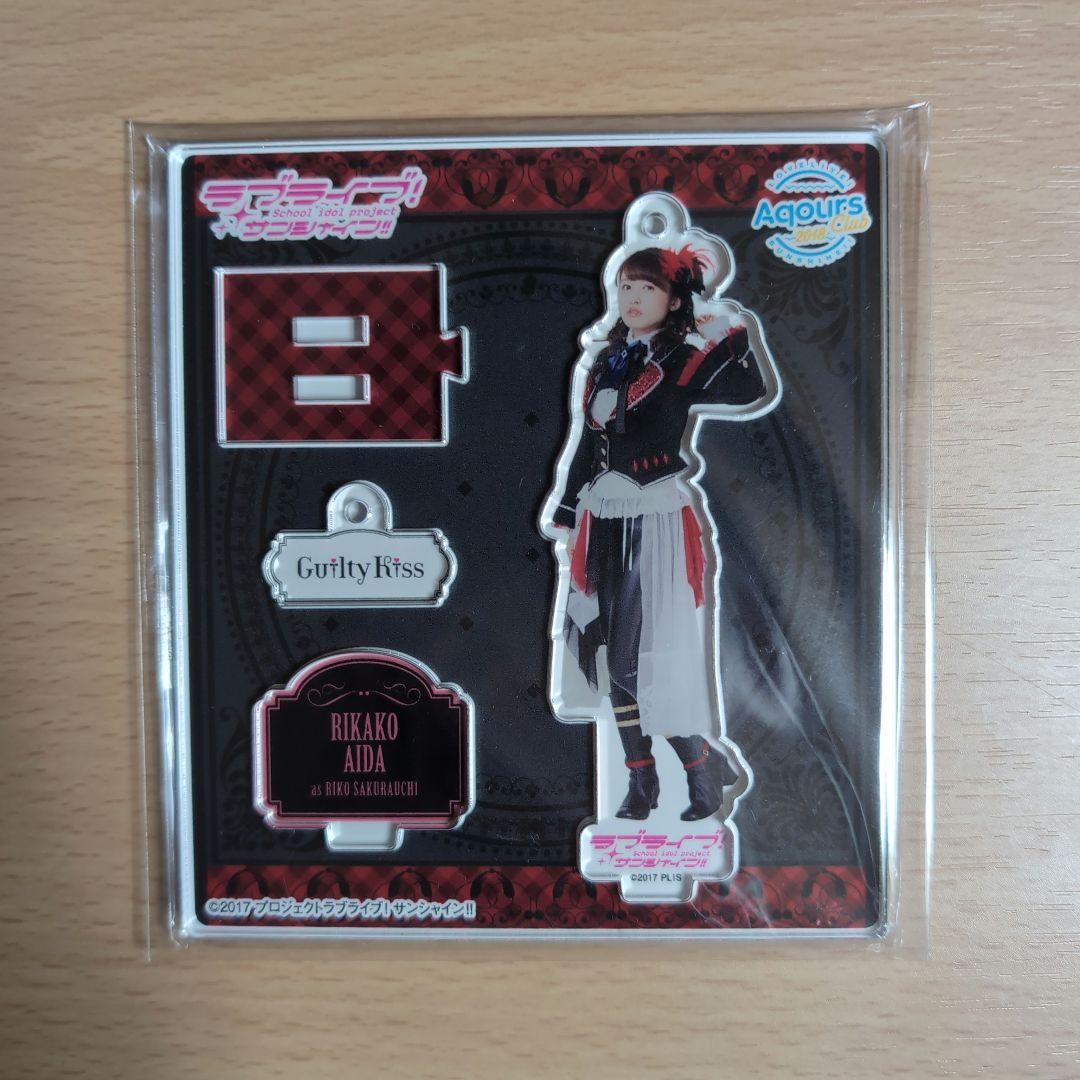 ラブライブ!
School idol project
サンシャイン!!
LOVELIVE!
Aqours
2018 Club
SUNSHINE!!
Guilty Kiss
RIKAKO
AIDA
as RIKO SAKURAUCHI
ラブライブ!
School idol project
サンシャイン!!
©2017 PLIS
©2017 プロジェクトラブライブ!サンシャイン!!